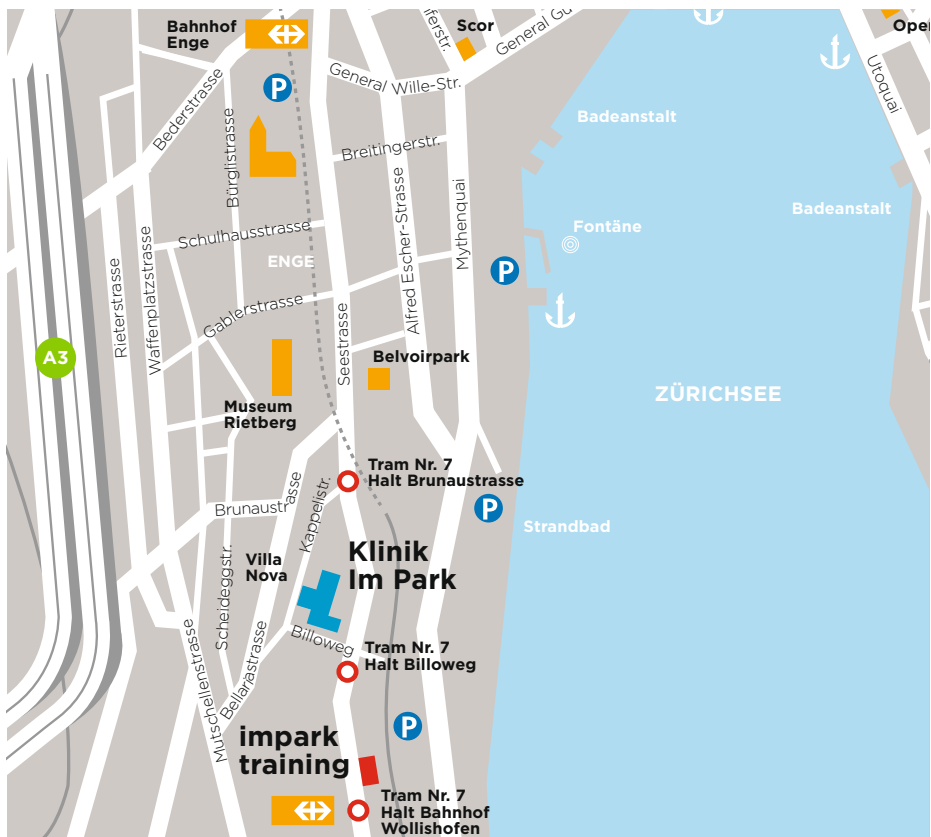 Bahnhof
Enge
Scor
General Wille-Str.
Utoquai
Bederstrasse
P
Bürglistrasse
Breitingerstr.
Badeanstalt
Badeanstalt
Schulhausstrasse
ENGE
Alfred Escher-Strasse
Mythenquai
Fontäne
P
Rieterstrasse
Waffenplatzstrasse
Gablerstrasse
Seestrasse
A3
Belvoirpark
ZÜRICHSEE
Museum
Rietberg
Tram Nr. 7
Halt Brunaustrasse
Brunaustrasse
Kappelistr.
P
Strandbad
Villa
Nova
Klinik
Im Park
Scheideggstr.
Billoweg
Tram Nr. 7
Halt Billoweg
Mutschellenstrasse
Bellariastrasse
P
impark
training
Tram Nr. 7
Halt Bahnhof
Wollishofen